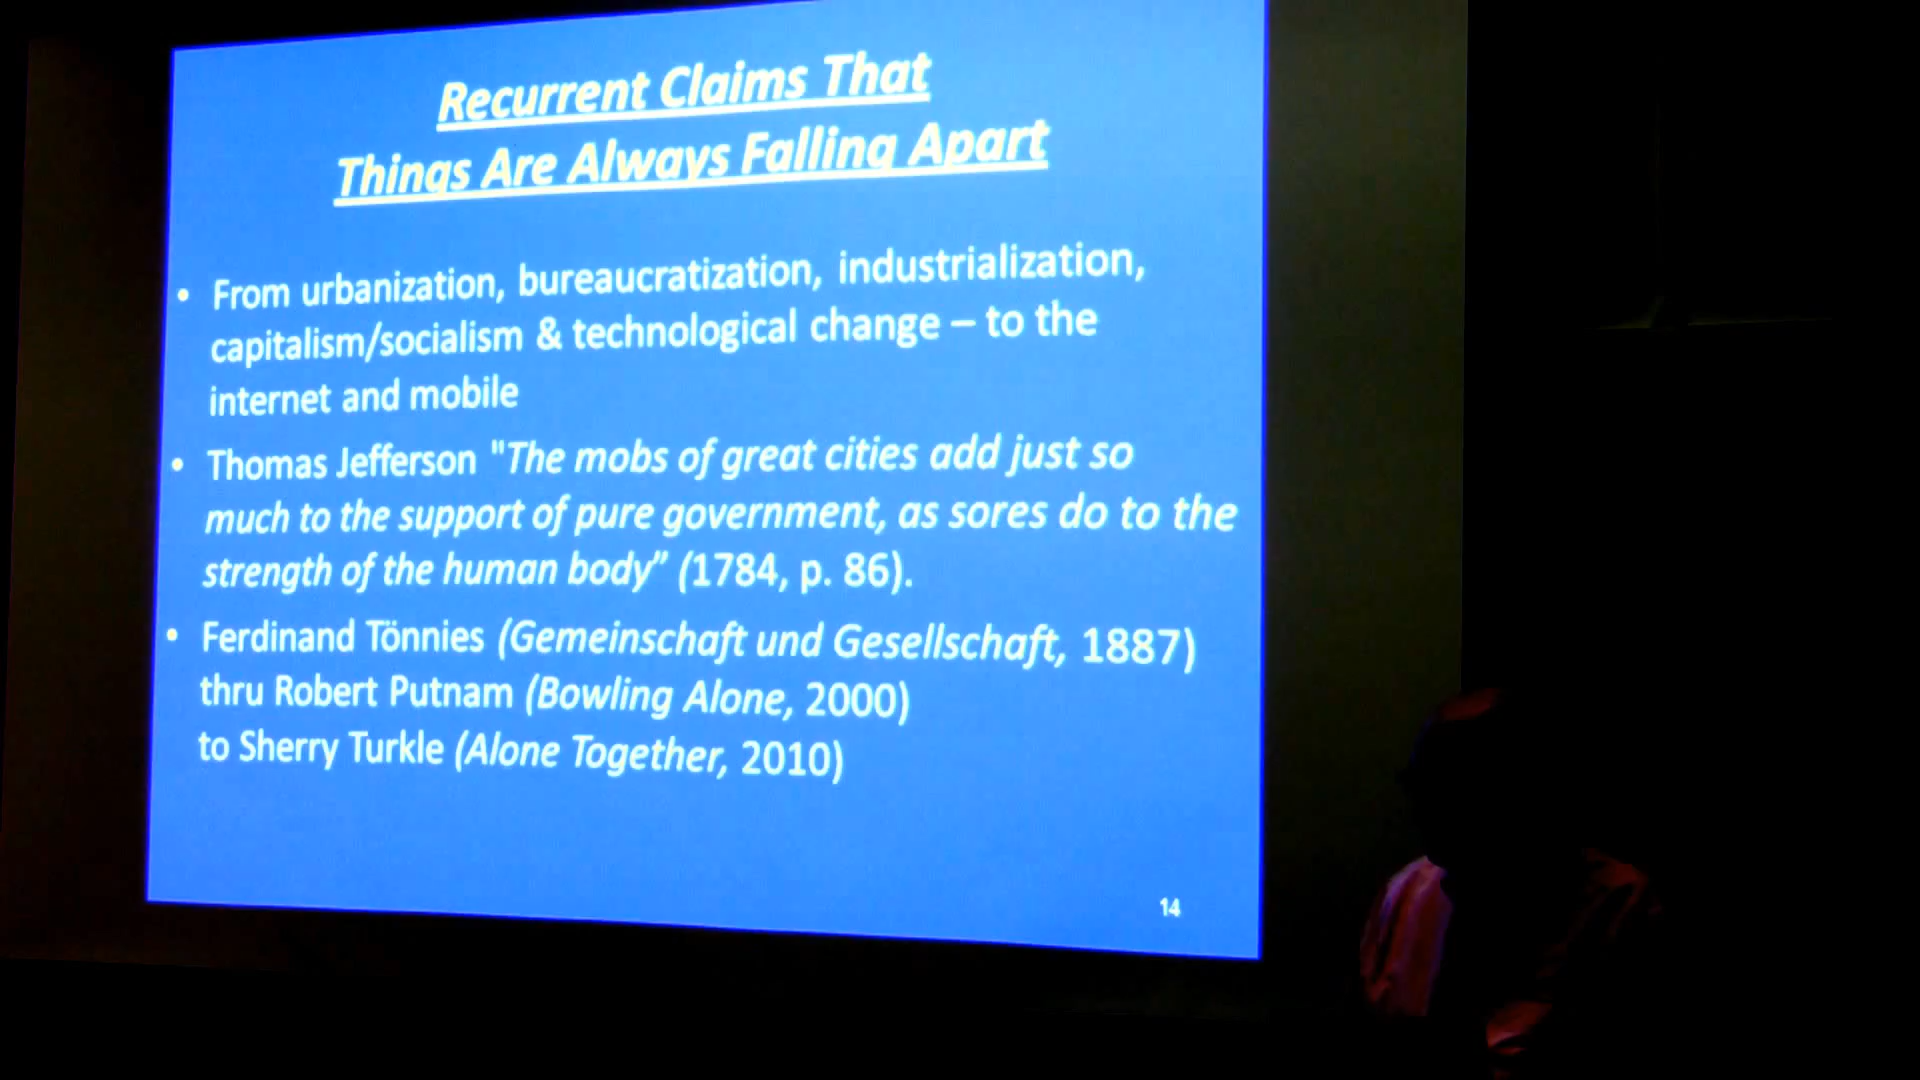 Recurrent Claims That
Things Are Always Falling Apart
• From urbanization, bureaucratization, industrialization,
capitalism/socialism & technological change – to the
internet and mobile
• Thomas Jefferson "The mobs of great cities add just so
much to the support of pure government, as sores do to the
strength of the human body” (1784, p. 86).
• Ferdinand Tönnies (Gemeinschaft und Gesellschaft, 1887)
thru Robert Putnam (Bowling Alone, 2000)
to Sherry Turkle (Alone Together, 2010)
14